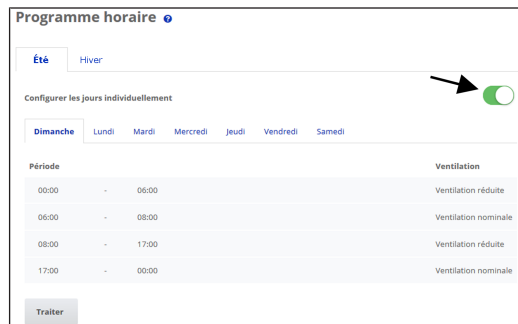 Programme horaire ?
Été Hiver
Configurer les jours individuellement
Dimanche Lundi Mardi Mercredi Jeudi Vendredi Samedi
Période Ventilation
00:00 - 06:00 Ventilation réduite
06:00 - 08:00 Ventilation nominale
08:00 - 17:00 Ventilation réduite
17:00 - 00:00 Ventilation nominale
Traiter